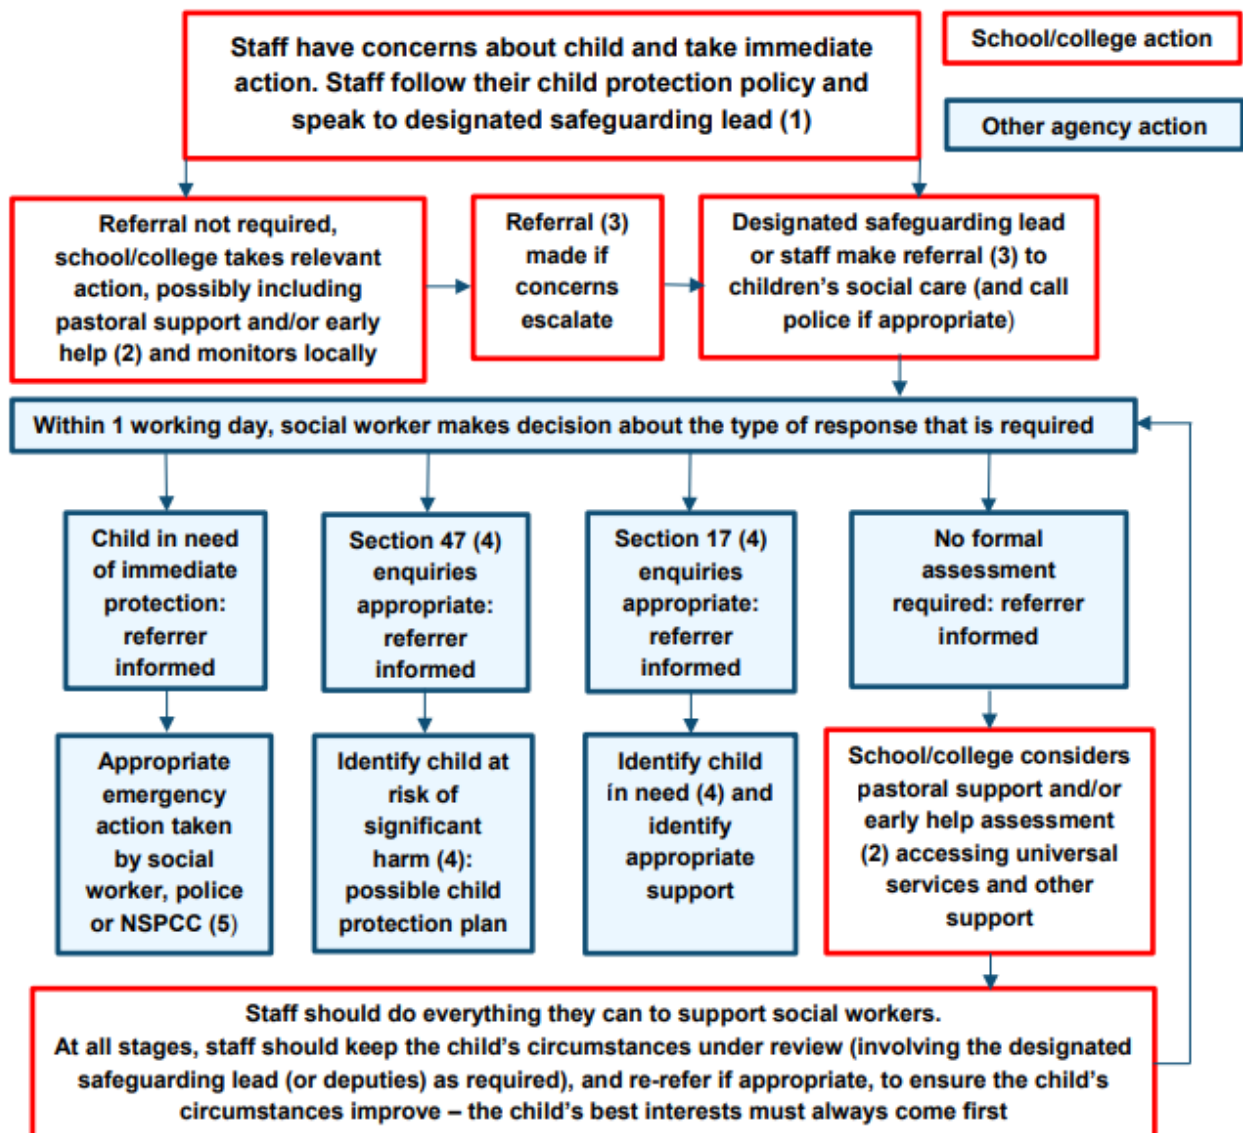 Staff have concerns about child and take immediate
action. Staff follow their child protection policy and
speak to designated safeguarding lead (1)
School/college action
Other agency action
Referral not required,
school/college takes relevant
action, possibly including
pastoral support and/or early
help (2) and monitors locally
Referral (3)
made if
concerns
escalate
Designated safeguarding lead
or staff make referral (3) to
children’s social care (and call
police if appropriate)
Within 1 working day, social worker makes decision about the type of response that is required
Child in need
of immediate
protection:
referrer
informed
Section 47 (4)
enquiries
appropriate:
referrer
informed
Section 17 (4)
enquiries
appropriate:
referrer
informed
No formal
assessment
required: referrer
informed
Appropriate
emergency
action taken
by social
worker, police
or NSPCC (5)
Identify child at
risk of
significant
harm (4):
possible child
protection plan
Identify child
in need (4) and
identify
appropriate
support
School/college considers
pastoral support and/or
early help assessment
(2) accessing universal
services and other
support
Staff should do everything they can to support social workers.
At all stages, staff should keep the child’s circumstances under review (involving the designated
safeguarding lead (or deputies) as required), and re-refer if appropriate, to ensure the child’s
circumstances improve – the child’s best interests must always come first